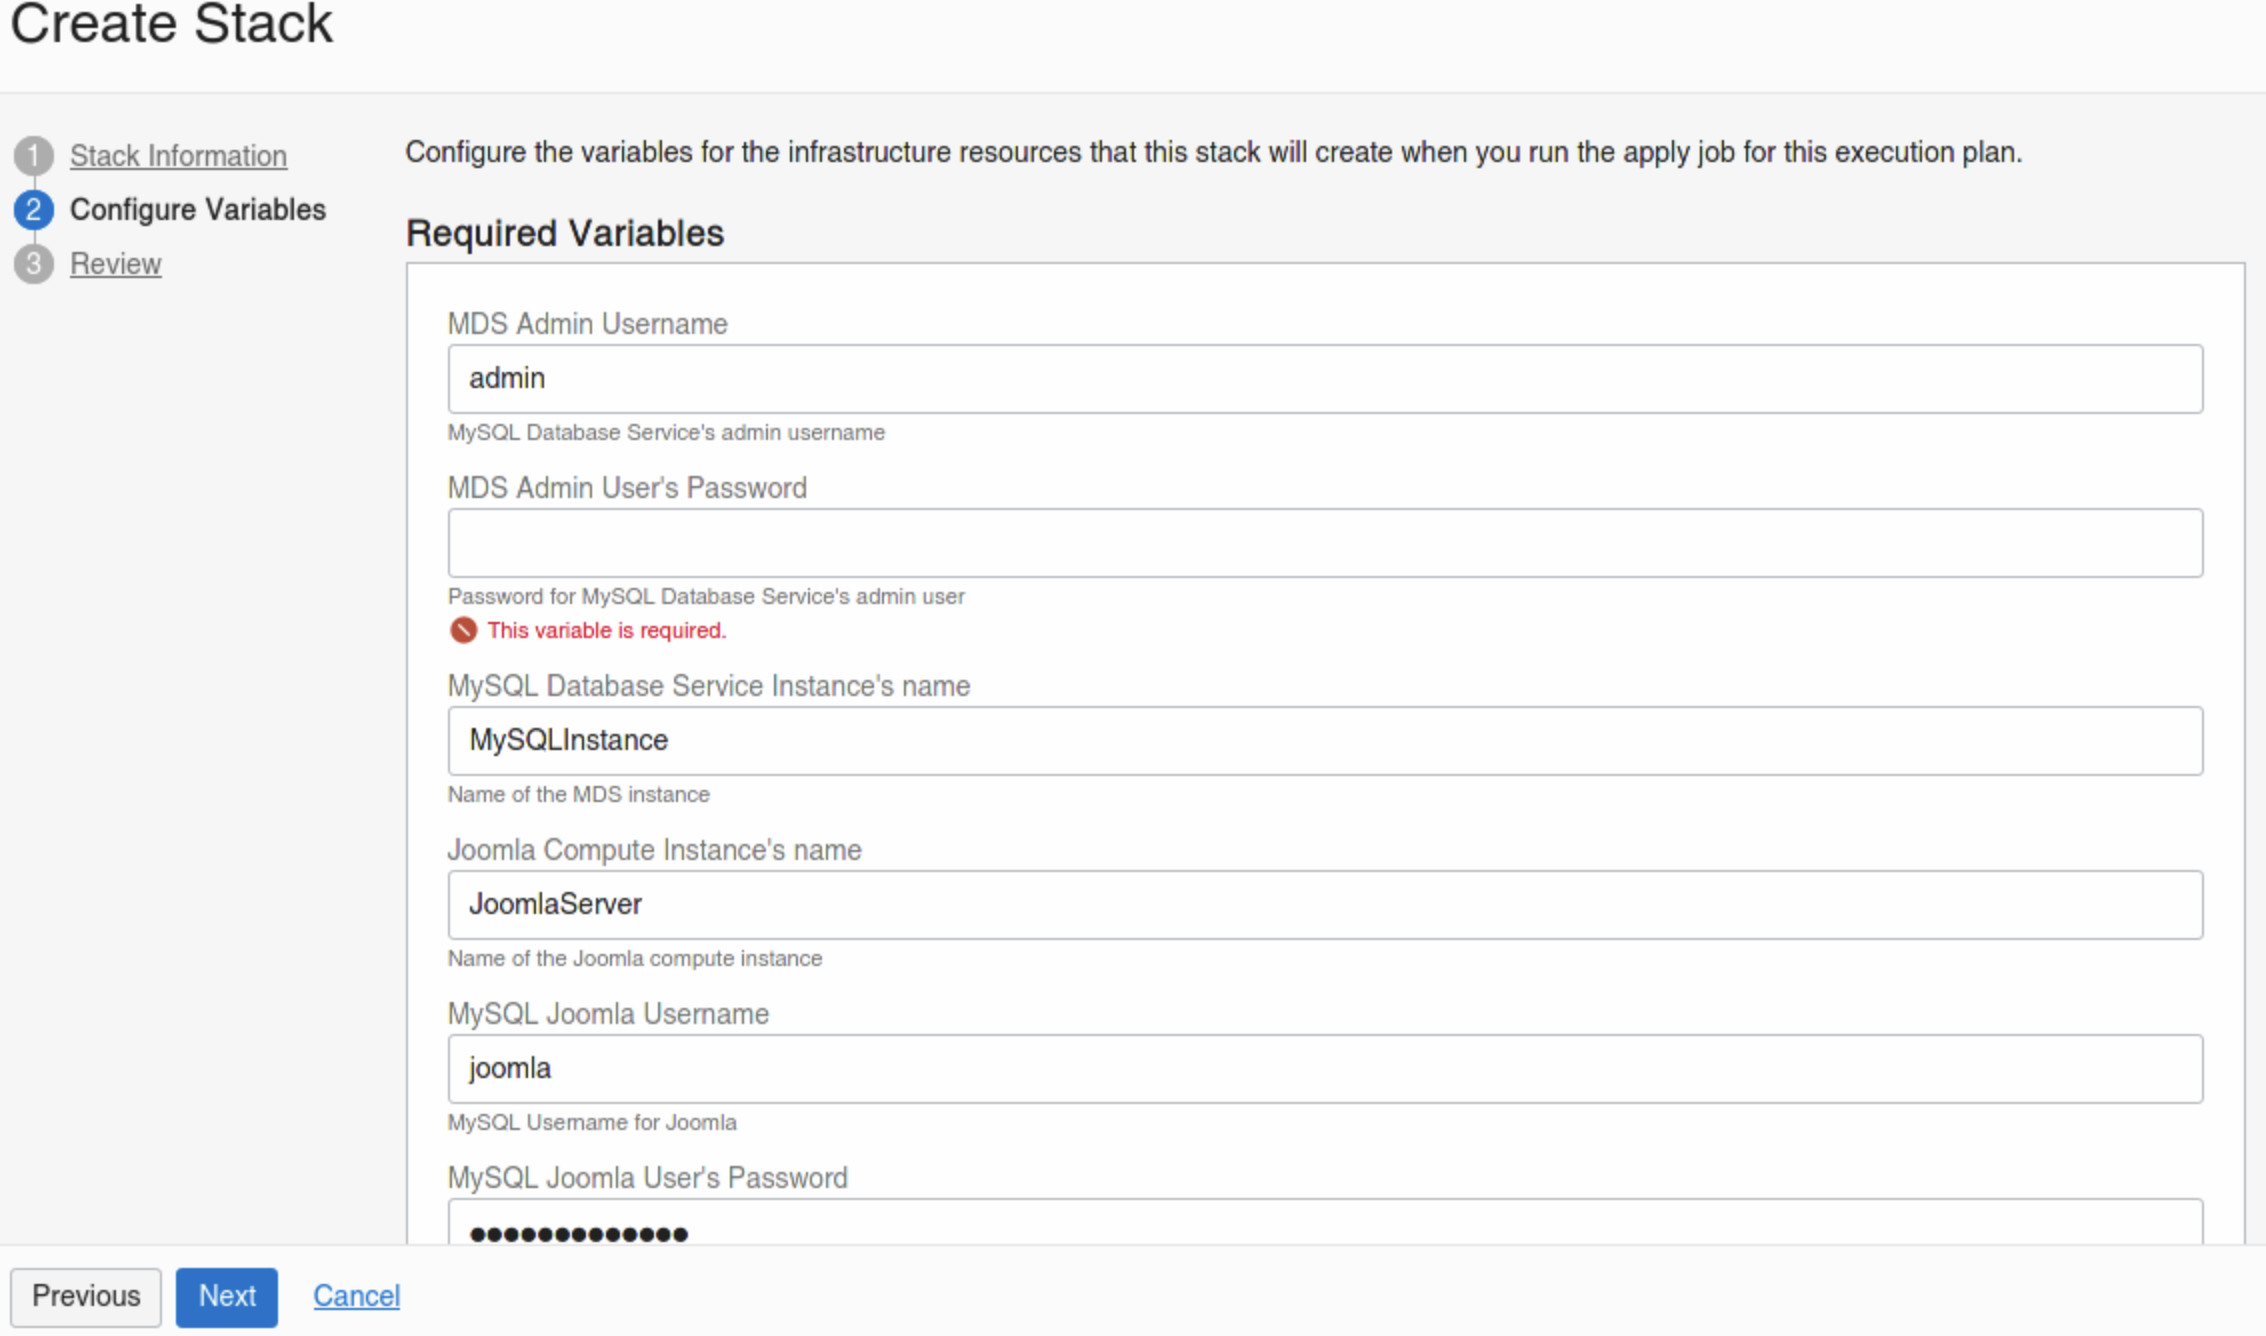 Create Stack
1 Stack Information
2 Configure Variables
3 Review
Configure the variables for the infrastructure resources that this stack will create when you run the apply job for this execution plan.
Required Variables
MDS Admin Username
admin
MySQL Database Service's admin username
MDS Admin User's Password
Password for MySQL Database Service's admin user
This variable is required.
MySQL Database Service Instance's name
MySQLInstance
Name of the MDS instance
Joomla Compute Instance's name
JoomlaServer
Name of the Joomla compute instance
MySQL Joomla Username
joomla
MySQL Username for Joomla
MySQL Joomla User's Password
•••••••••••••
Previous Next Cancel